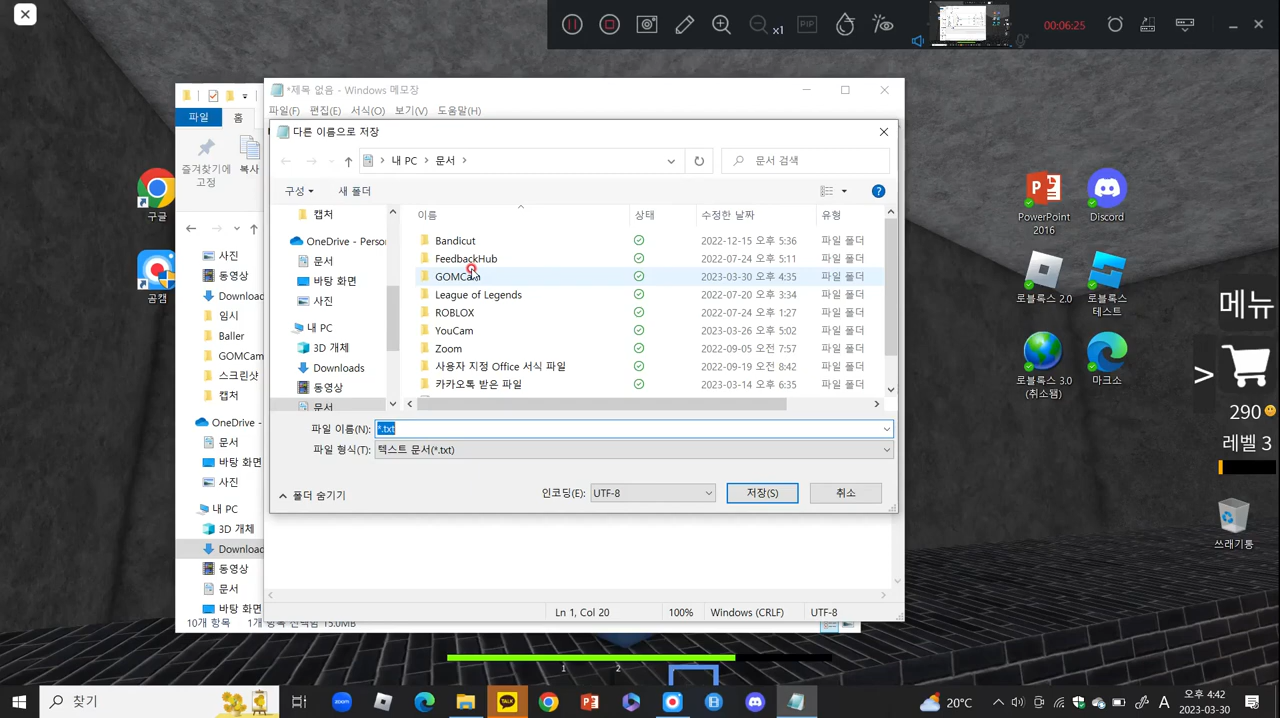 00:06:25
x1
PIP
*제목 없음 - Windows 메모장
파일(F) 편집(E) 서식(O) 보기(V) 도움말(H)
파일 홈
다른 이름으로 저장
내 PC > 문서 >
문서 검색
즐겨찾기에
고정
복사
구성
새 폴더
이름 상태 수정한 날짜 유형
캡처
OneDrive - Person
문서
바탕 화면
사진
내 PC
3D 개체
Downloads
동영상
문서
Bandicut 2022-12-15 오후 5:36 파일 폴더
FeedbackHub 2022-07-24 오후 5:11 파일 폴더
GOMCam 2023-03-30 오후 4:35 파일 폴더
League of Legends 2022-07-20 오후 3:34 파일 폴더
ROBLOX 2022-07-24 오후 1:27 파일 폴더
YouCam 2023-03-26 오후 5:02 파일 폴더
Zoom 2022-09-05 오전 7:57 파일 폴더
사용자 지정 Office 서식 파일 2022-09-19 오전 8:42 파일 폴더
카카오톡 받은 파일 2023-03-14 오후 6:35 파일 폴더
파일 이름(N): *.txt
파일 형식(T): 텍스트 문서(*.txt)
폴더 숨기기
인코딩(E): UTF-8
저장(S)
취소
사진
동영상
Download
임시
Baller
GOMCam
스크린샷
캡처
OneDrive -
문서
바탕 화면
사진
내 PC
3D 개체
Download
동영상
문서
바탕 화면
10개 항목 1개 항목 선택함 15.0MB
Ln 1, Col 20 100% Windows (CRLF) UTF-8
구글
곰캠
PowerPoint
2016
Discord
로블록스 2.0
로블록스
테스트
로블록스 3.0
(취소됌)
마크소
메뉴
>
290
레벨 3
쓰레기통
1 2
찾기
zoom
TALK
20°C
A
오후 4:42
2023-03-30